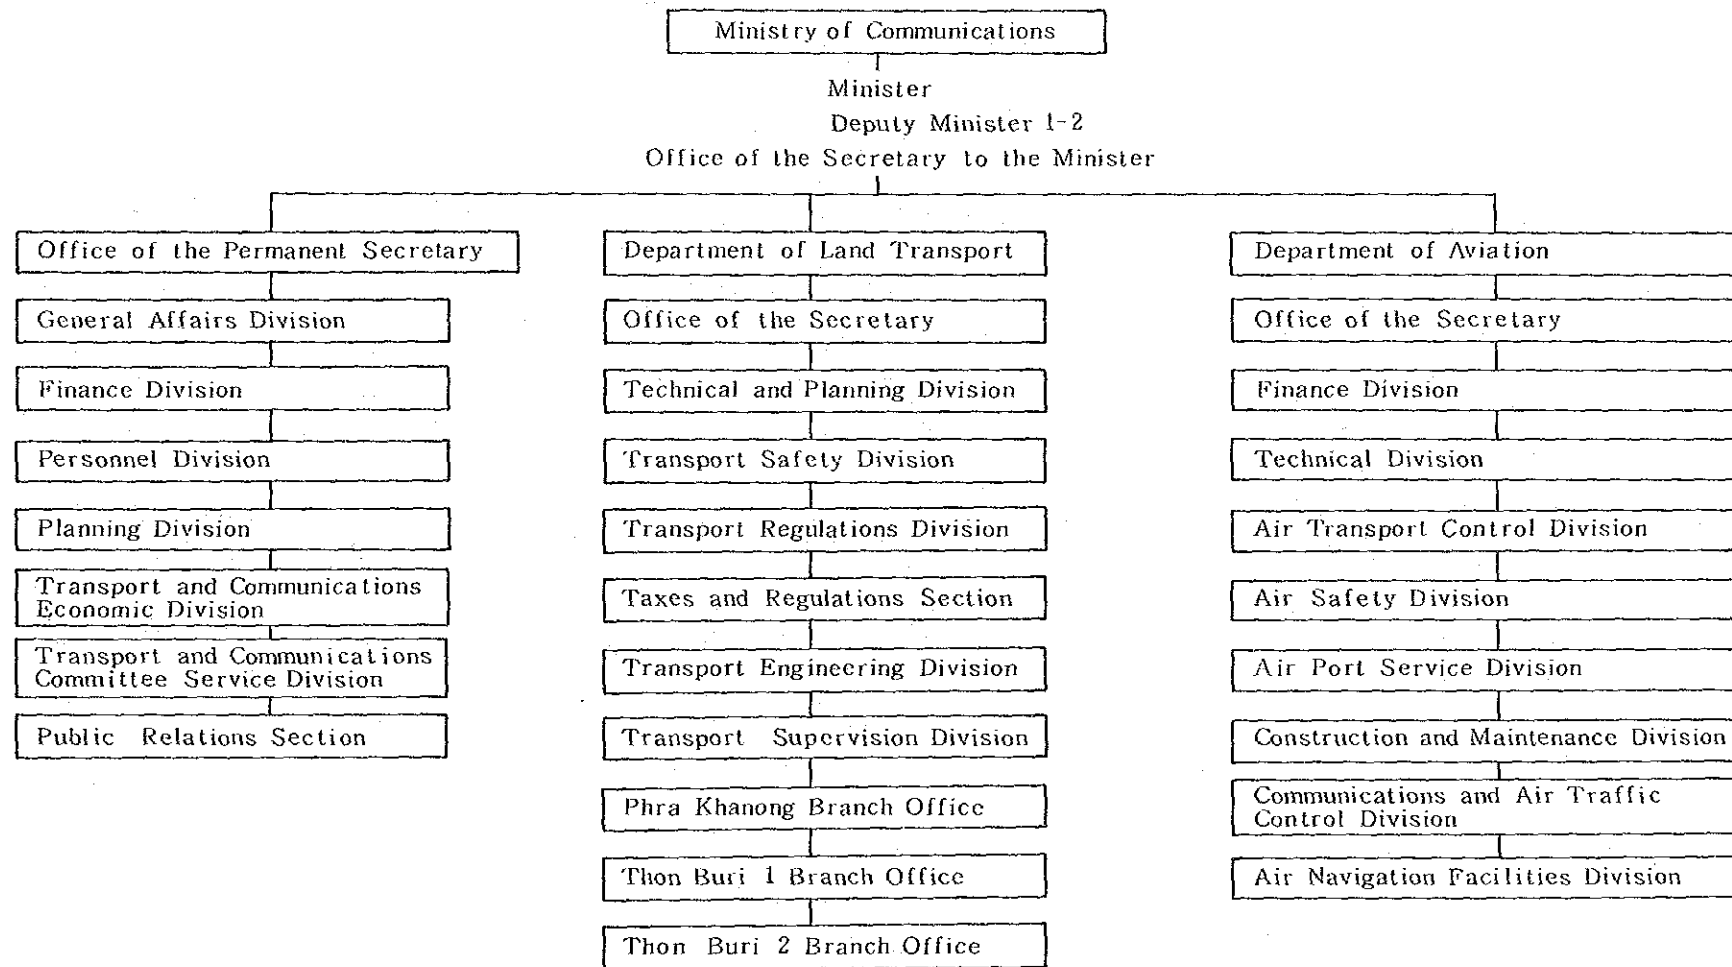 Ministry of Communications
Minister
Deputy Minister 1-2
Office of the Secretary to the Minister
Office of the Permanent Secretary
General Affairs Division
Finance Division
Personnel Division
Planning Division
Transport and Communications
Economic Division
Transport and Communications
Committee Service Division
Public Relations Section
Department of Land Transport
Office of the Secretary
Technical and Planning Division
Transport Safety Division
Transport Regulations Division
Taxes and Regulations Section
Transport Engineering Division
Transport Supervision Division
Phra Khanong Branch Office
Thon Buri 1 Branch Office
Thon Buri 2 Branch Office
Department of Aviation
Office of the Secretary
Finance Division
Technical Division
Air Transport Control Division
Air Safety Division
Air Port Service Division
Construction and Maintenance Division
Communications and Air Traffic
Control Division
Air Navigation Facilities Division